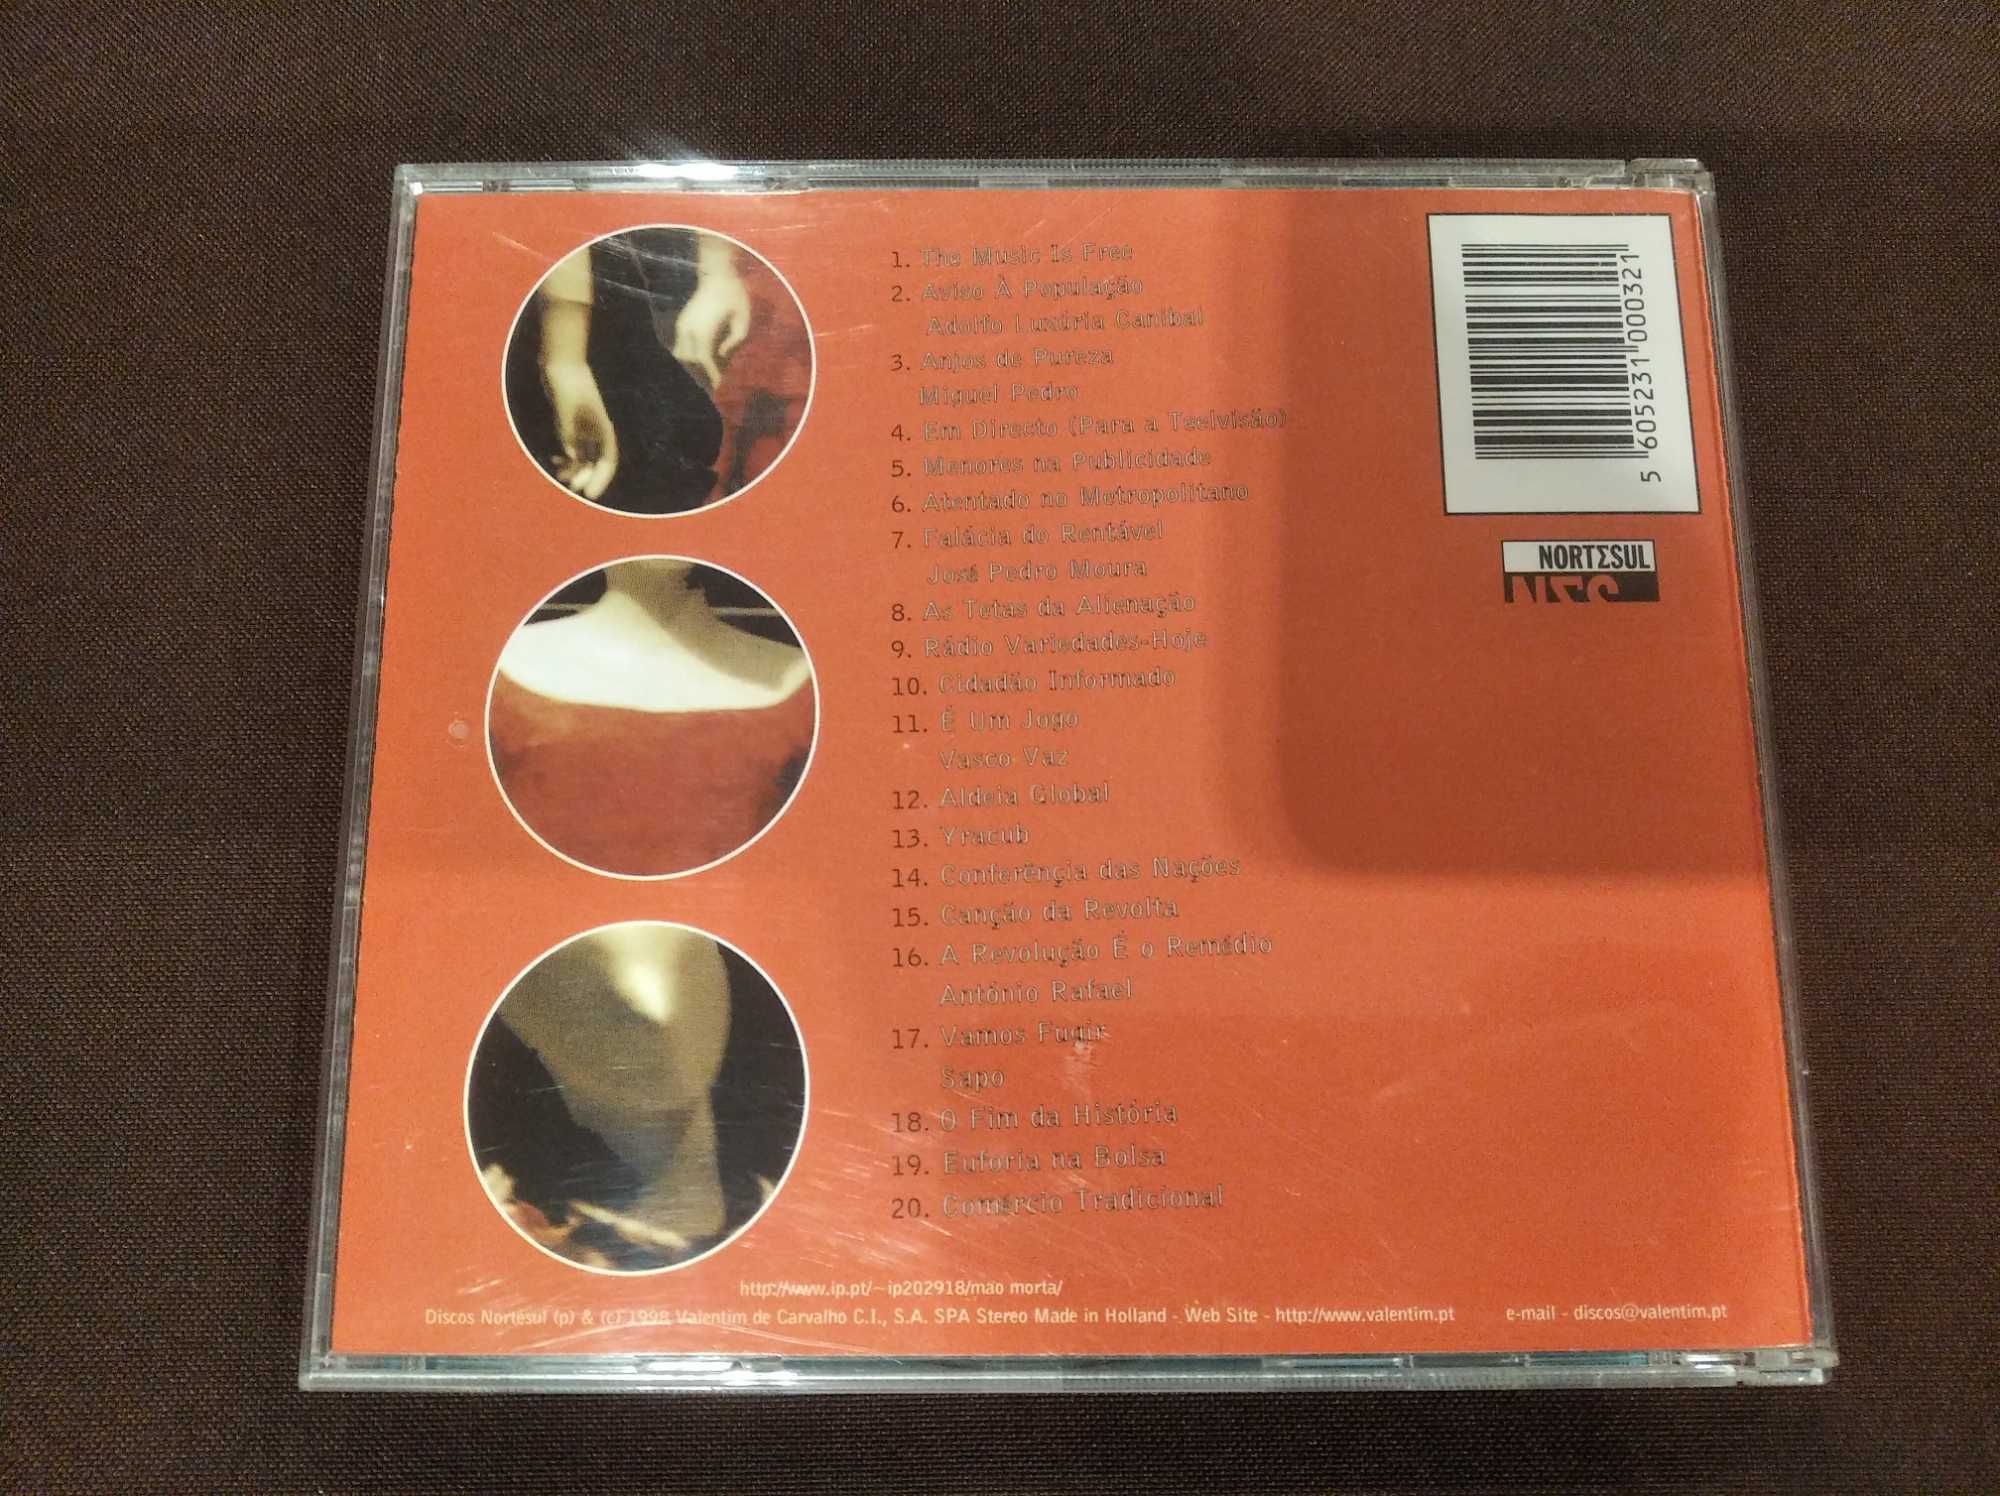 1. The Music Is Free
2. Aviso À População
Adolfo Luxúria Canibal
3. Anjos de Pureza
Miguel Pedro
4. Em Directo (Para a Teelvisão)
5. Menores na Publicidade
6. Atentado no Metropolitano
7. Falácia do Rentável
José Pedro Moura
8. As Tetas da Alienação
9. Rádio Variedades-Hoje
10. Cidadão Informado
11. É Um Jogo
Vasco Vaz
12. Aldeia Global
13. Yracub
14. Conferênçia das Nações
15. Canção da Revolta
16. A Revolução É o Remédio
António Rafael
17. Vamos Fugir
Sapo
18. O Fim da História
19. Euforia na Bolsa
20. Comércio Tradicional
5 605231 000321
NORTΣSUL
http://www.ip.pt/~ip202918/mao morta/
Discos Nortesul (p) & (c) 1998 Valentim de Carvalho C.I., S.A. SPA Stereo Made in Holland - Web Site - http://www.valentim.pt e-mail - discos@valentim.pt